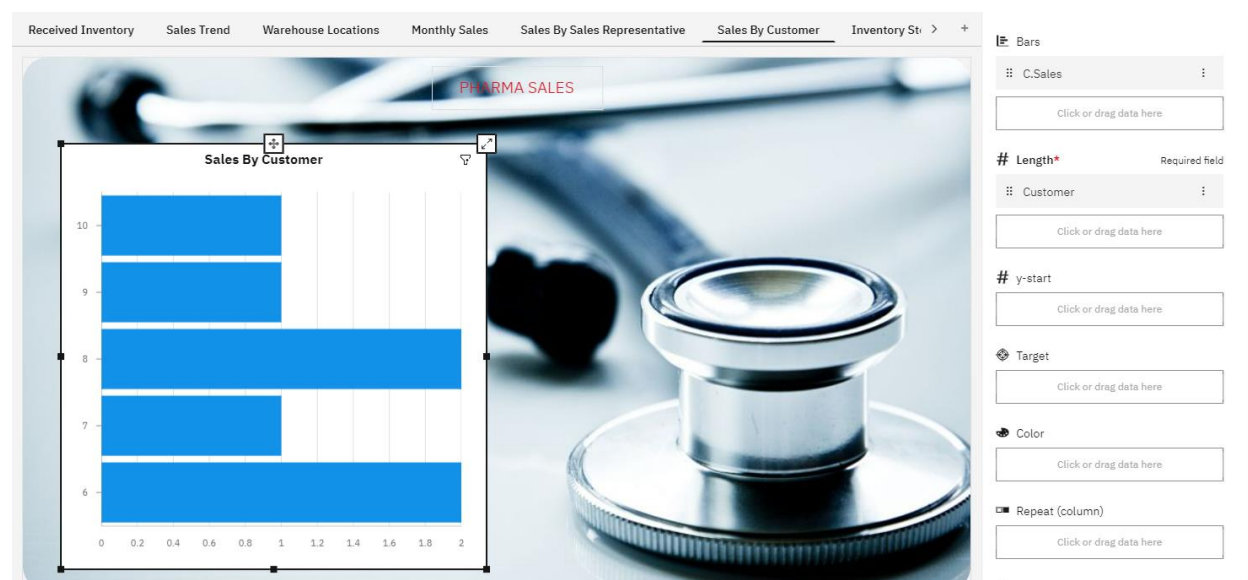 Received Inventory Sales Trend Warehouse Locations Monthly Sales Sales By Sales Representative Sales By Customer Inventory St > +
PHARMA SALES
Sales By Customer
10
9
8
7
6
0 0.2 0.4 0.6 0.8 1 1.2 1.4 1.6 1.8 2
Bars
C.Sales
Click or drag data here
# Length* Required field
Customer
Click or drag data here
# y-start
Click or drag data here
Target
Click or drag data here
Color
Click or drag data here
Repeat (column)
Click or drag data here